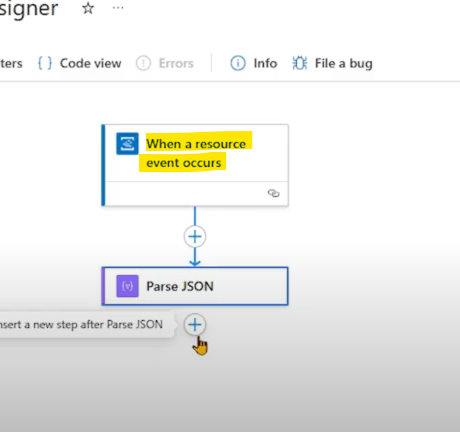 signer
ters { } Code view Errors Info File a bug
When a resource
event occurs
{v} Parse JSON
nsert a new step after Parse JSON